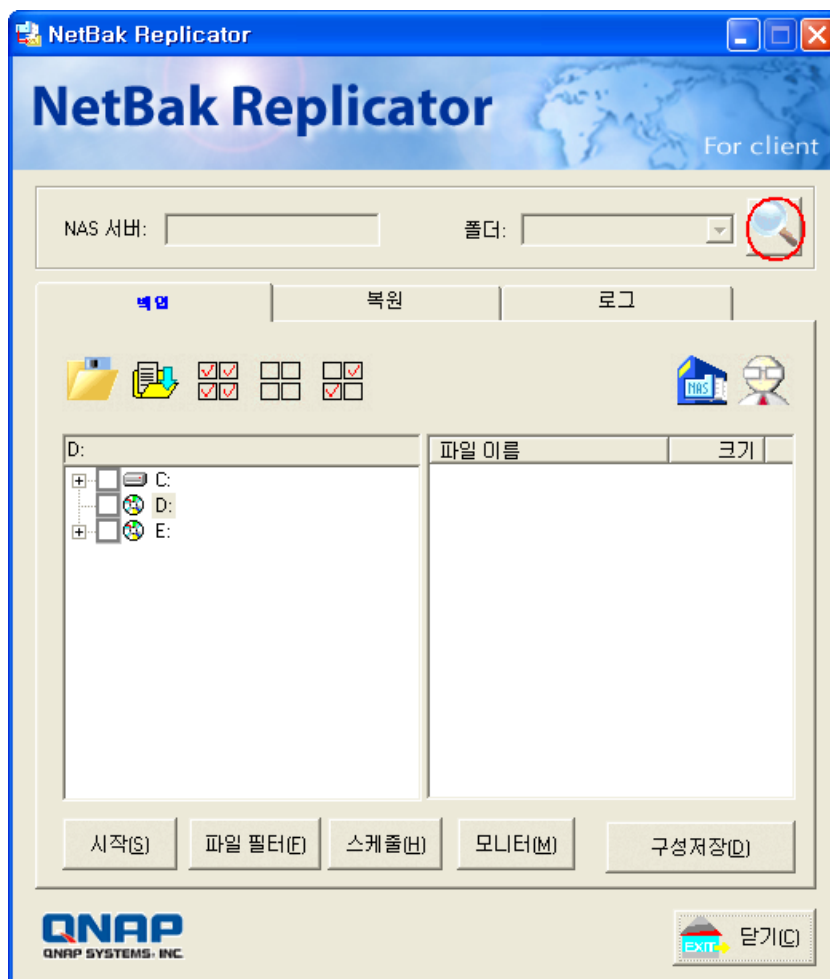 NetBak Replicator
NetBak Replicator
For client
NAS 서버:
폴더:
백업
복원
로그
NAS
D:
파일 이름
크기
C:
D:
E:
시작(S)
파일 필터(F)
스케줄(H)
모니터(M)
구성저장(D)
QNAP
QNAP SYSTEMS, INC.
EXIT
닫기(C)